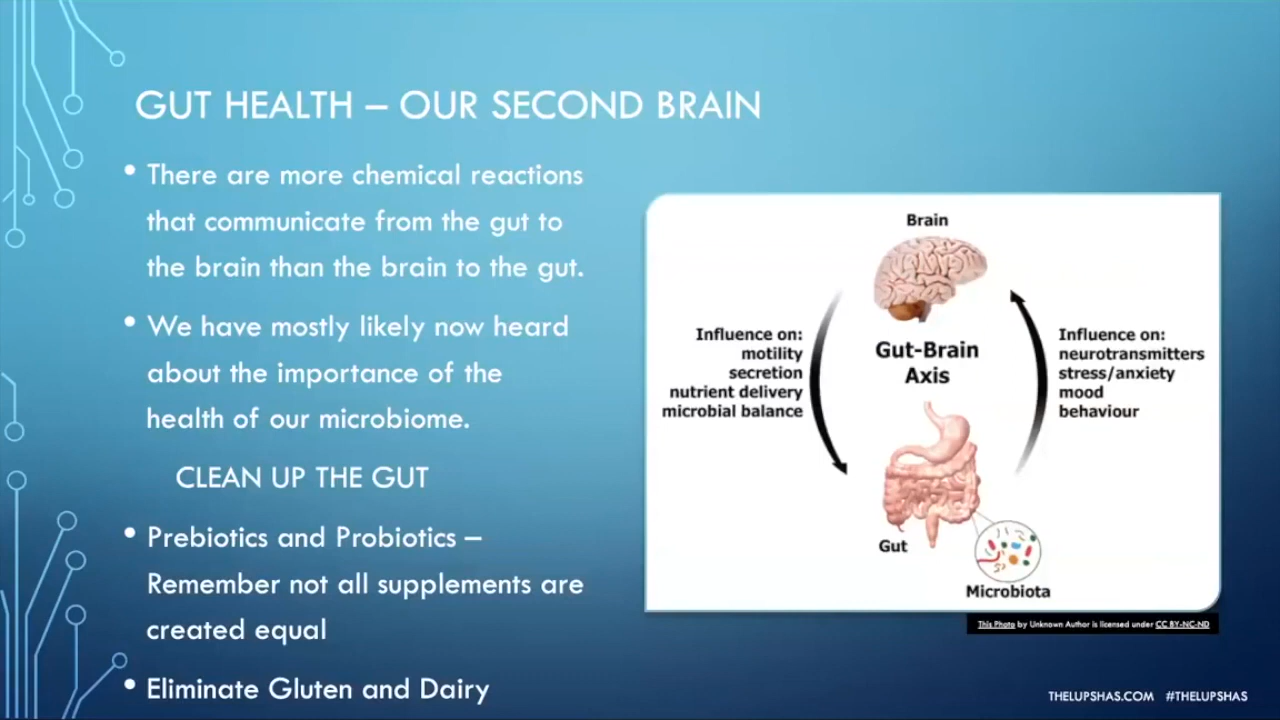 GUT HEALTH – OUR SECOND BRAIN
• There are more chemical reactions
that communicate from the gut to
the brain than the brain to the gut.
• We have mostly likely now heard
about the importance of the
health of our microbiome.
CLEAN UP THE GUT
• Prebiotics and Probiotics –
Remember not all supplements are
created equal
• Eliminate Gluten and Dairy
Brain
Influence on:
motility
secretion
nutrient delivery
microbial balance
Gut-Brain
Axis
Influence on:
neurotransmitters
stress/anxiety
mood
behaviour
Gut
Microbiota
This Photo by Unknown Author is licensed under CC BY-NC-ND
THELUPSHAS.COM #THELUPSHAS